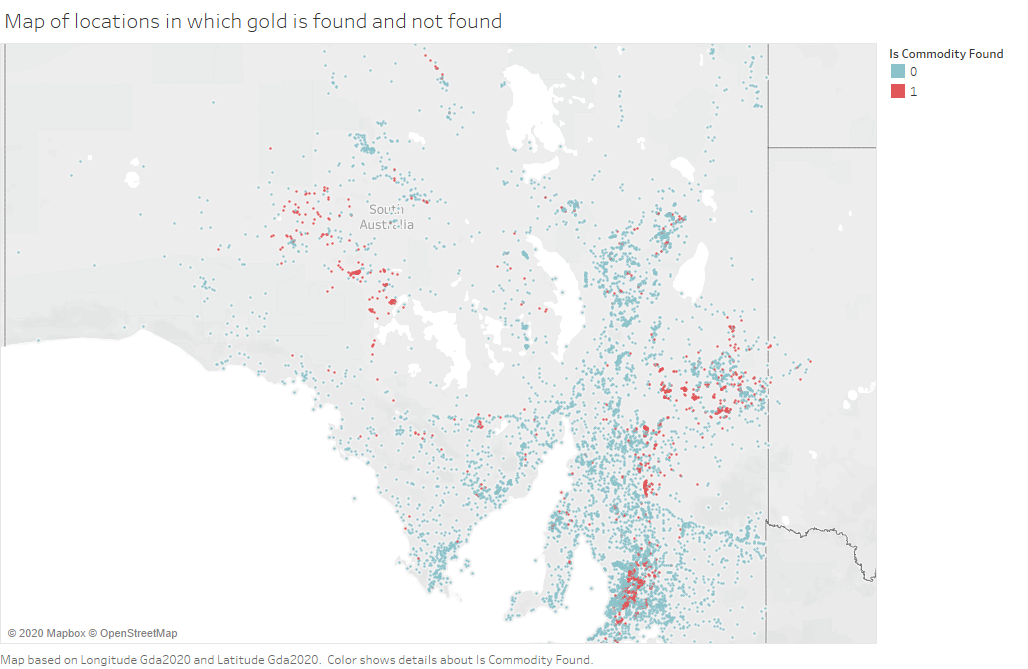 Map of locations in which gold is found and not found
Is Commodity Found
0
1
South
Australia
© 2020 Mapbox © OpenStreetMap
Map based on Longitude Gda2020 and Latitude Gda2020. Color shows details about Is Commodity Found.